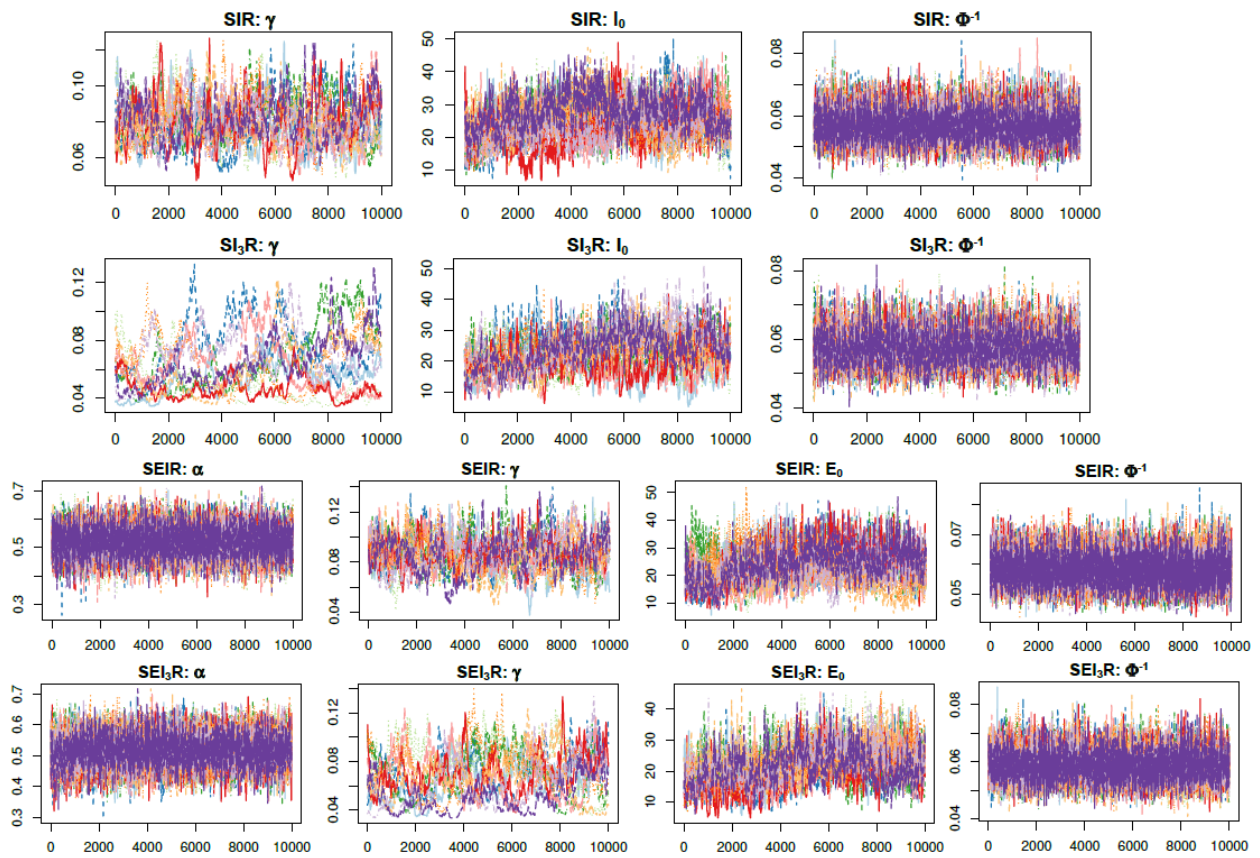 SIR: γ SIR: I₀ SIR: Φ⁻¹
0.10 50 0.08
40
30 0.06
0.06 20
10 0.04
0 2000 4000 6000 8000 10000 0 2000 4000 6000 8000 10000 0 2000 4000 6000 8000 10000
SI₃R: γ SI₃R: I₀ SI₃R: Φ⁻¹
0.12 50 0.08
40
0.08 30 0.06
20
0.04 10 0.04
0 2000 4000 6000 8000 10000 0 2000 4000 6000 8000 10000 0 2000 4000 6000 8000 10000
SEIR: α SEIR: γ SEIR: E₀ SEIR: Φ⁻¹
0.7 0.12 50
40 0.07
0.5 0.08 30
20 0.05
0.3 0.04 10
0 2000 4000 6000 8000 10000 0 2000 4000 6000 8000 10000 0 2000 4000 6000 8000 10000 0 2000 4000 6000 8000 10000
SEI₃R: α SEI₃R: γ SEI₃R: E₀ SEI₃R: Φ⁻¹
0.7 0.12 40 0.08
0.6
0.5 0.08 30 0.06
0.4 20
0.3 0.04 10 0.04
0 2000 4000 6000 8000 10000 0 2000 4000 6000 8000 10000 0 2000 4000 6000 8000 10000 0 2000 4000 6000 8000 10000